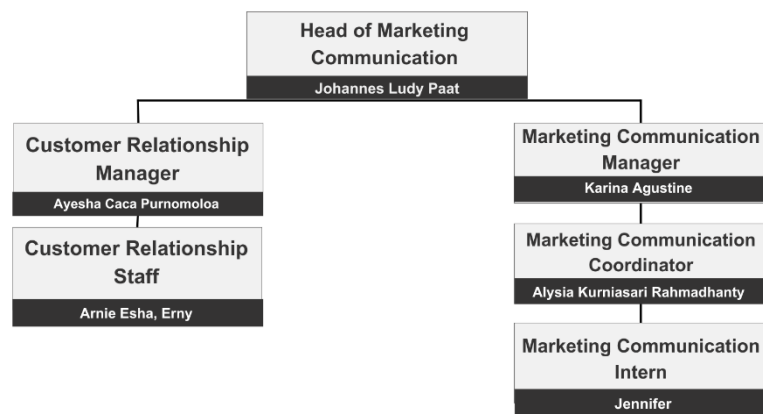 Head of Marketing
Communication
Johannes Ludy Paat
Customer Relationship
Manager
Ayesha Caca Purnomoloa
Customer Relationship
Staff
Arnie Esha, Erny
Marketing Communication
Manager
Karina Agustine
Marketing Communication
Coordinator
Alysia Kurniasari Rahmadhanty
Marketing Communication
Intern
Jennifer